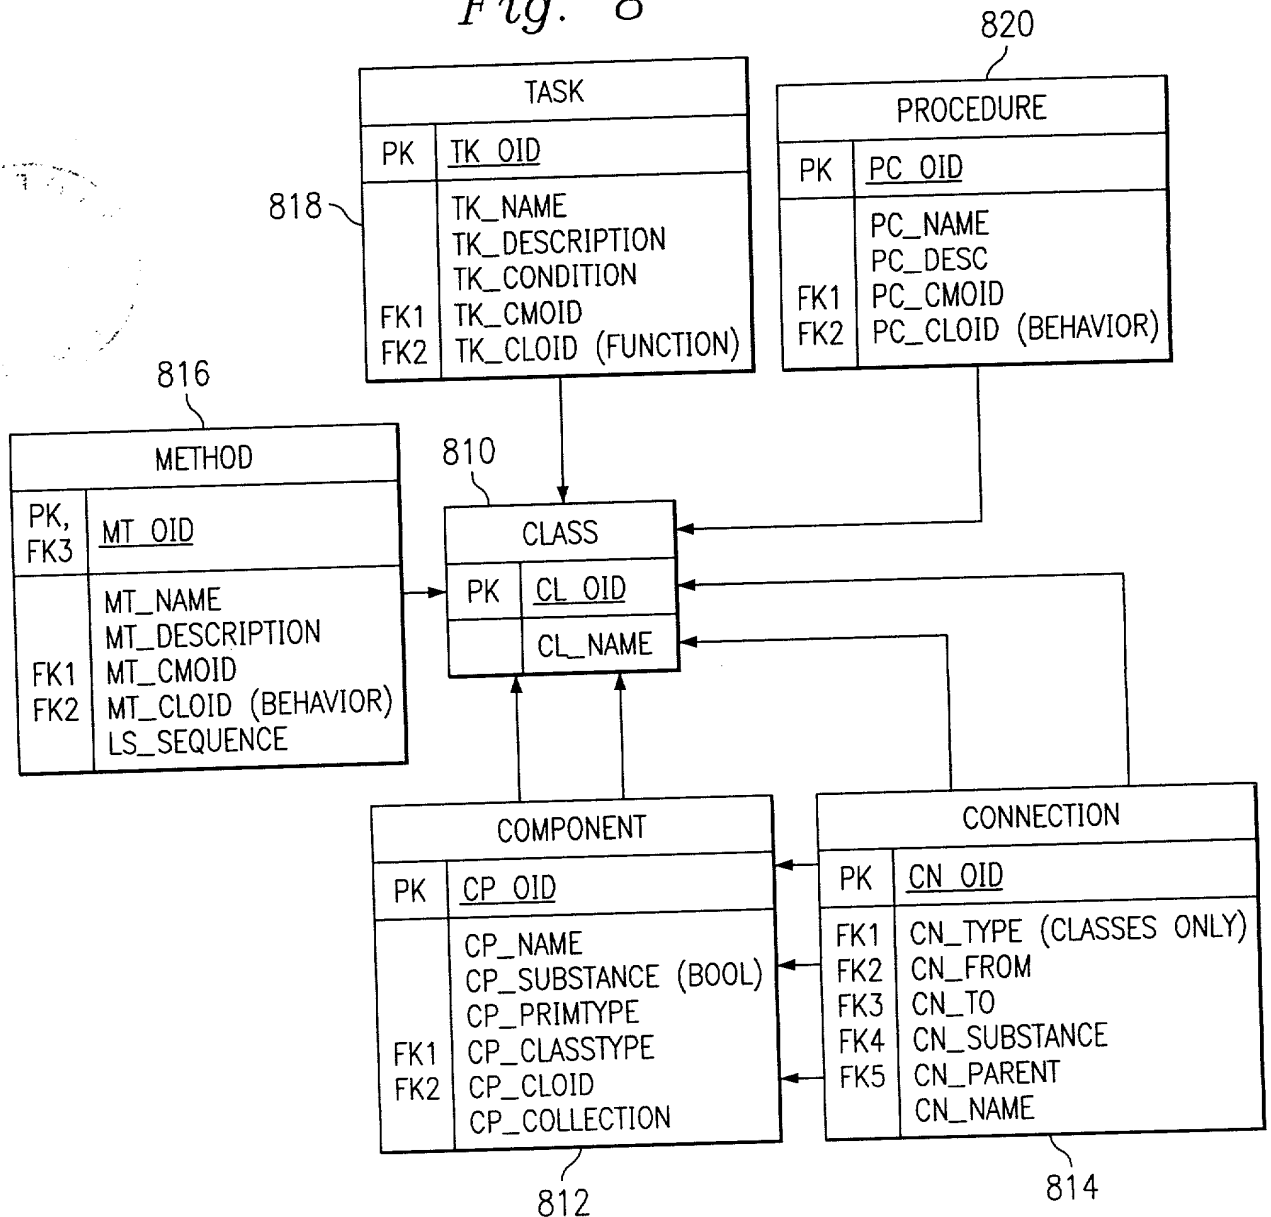 Fig. 8
820
TASK
PK TK_OID
818
TK_NAME
TK_DESCRIPTION
TK_CONDITION
FK1 TK_CMOID
FK2 TK_CLOID (FUNCTION)
PROCEDURE
PK PC_OID
PC_NAME
PC_DESC
FK1 PC_CMOID
FK2 PC_CLOID (BEHAVIOR)
816
METHOD
PK, FK3 MT_OID
MT_NAME
MT_DESCRIPTION
FK1 MT_CMOID
FK2 MT_CLOID (BEHAVIOR)
LS_SEQUENCE
810
CLASS
PK CL_OID
CL_NAME
COMPONENT
PK CP_OID
CP_NAME
CP_SUBSTANCE (BOOL)
CP_PRIMTYPE
FK1 CP_CLASSTYPE
FK2 CP_CLOID
CP_COLLECTION
812
CONNECTION
PK CN_OID
FK1 CN_TYPE (CLASSES ONLY)
FK2 CN_FROM
FK3 CN_TO
FK4 CN_SUBSTANCE
FK5 CN_PARENT
CN_NAME
814